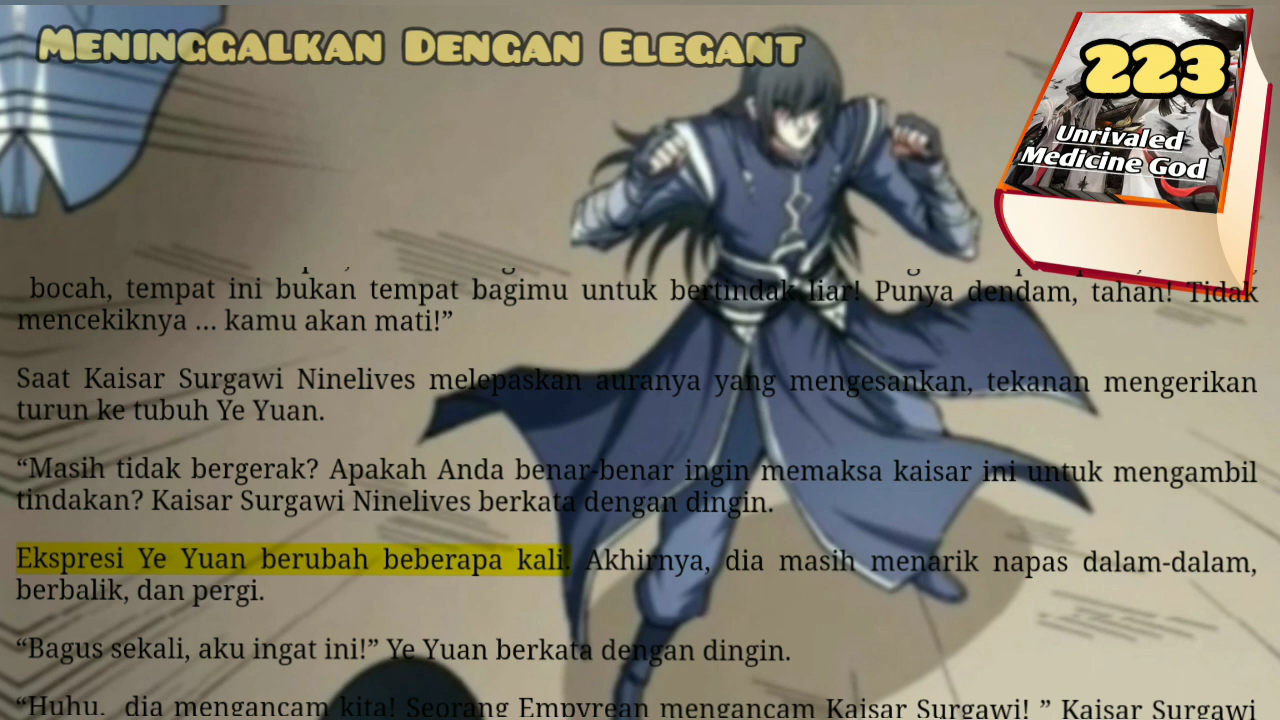 Meninggalkan Dengan Elegant
223
Unrivaled
Medicine God
bocah, tempat ini bukan tempat bagimu untuk bertindak liar! Punya dendam, tahan! Tidak
mencekiknya ... kamu akan mati!”
Saat Kaisar Surgawi Ninelives melepaskan auranya yang mengesankan, tekanan mengerikan
turun ke tubuh Ye Yuan.
“Masih tidak bergerak? Apakah Anda benar-benar ingin memaksa kaisar ini untuk mengambil
tindakan? Kaisar Surgawi Ninelives berkata dengan dingin.
Ekspresi Ye Yuan berubah beberapa kali. Akhirnya, dia masih menarik napas dalam-dalam,
berbalik, dan pergi.
“Bagus sekali, aku ingat ini!” Ye Yuan berkata dengan dingin.
“Huhu, dia mengancam kita! Seorang Empyrean mengancam Kaisar Surgawi! ” Kaisar Surgawi